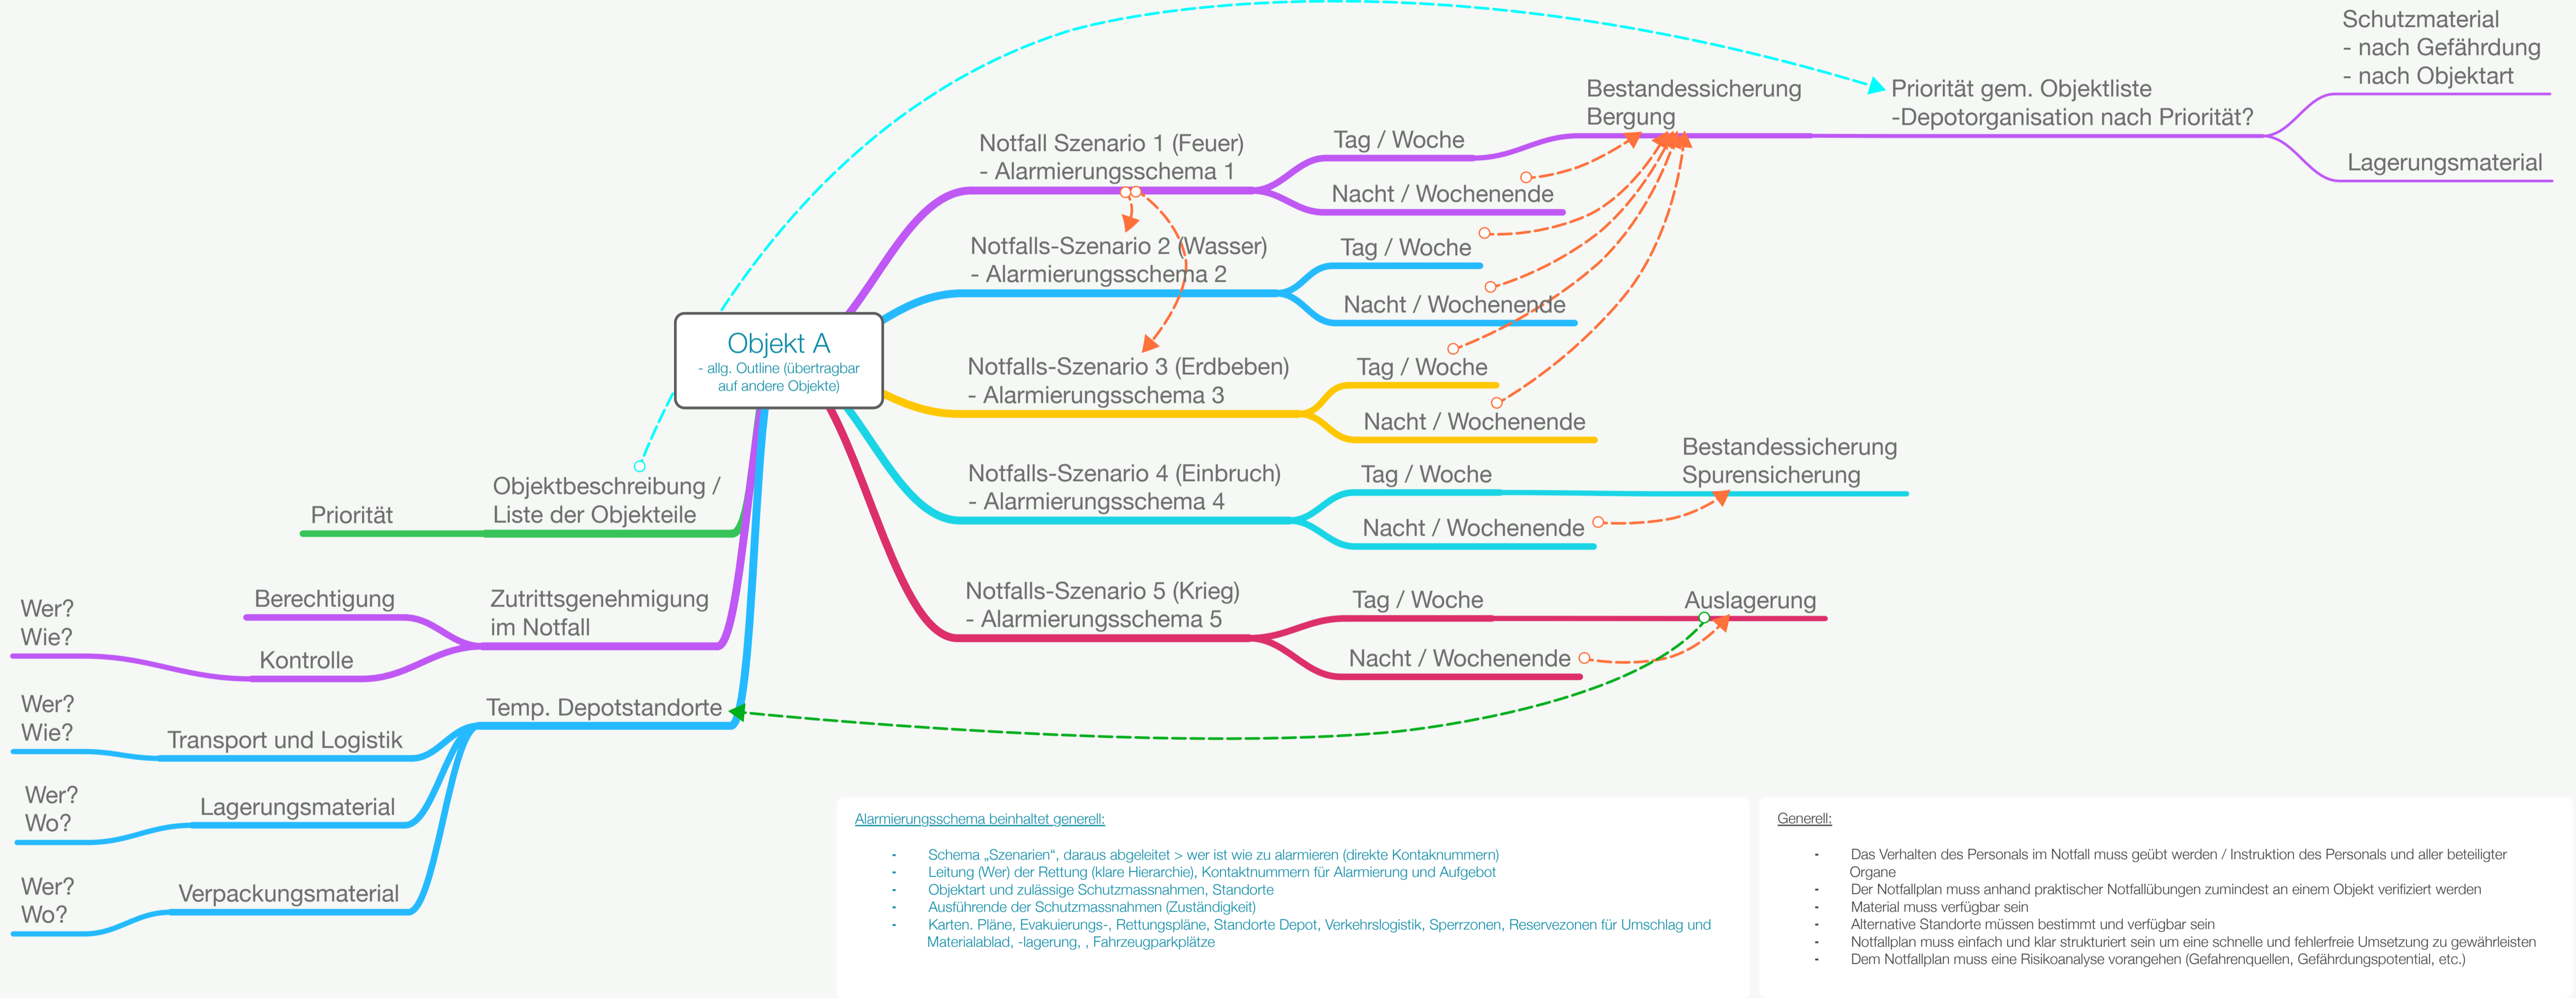 Schutzmaterial
- nach Gefährdung
- nach Objektart
Lagerungsmaterial
Priorität gem. Objektliste
-Depotorganisation nach Priorität?
Bestandessicherung
Bergung
Notfall Szenario 1 (Feuer)
- Alarmierungsschema 1
Tag / Woche
Nacht / Wochenende
Notfalls-Szenario 2 (Wasser)
- Alarmierungsschema 2
Tag / Woche
Nacht / Wochenende
Objekt A
- allg. Outline (übertragbar
auf andere Objekte)
Notfalls-Szenario 3 (Erdbeben)
- Alarmierungsschema 3
Tag / Woche
Nacht / Wochenende
Notfalls-Szenario 4 (Einbruch)
- Alarmierungsschema 4
Tag / Woche
Nacht / Wochenende
Bestandessicherung
Spurensicherung
Notfalls-Szenario 5 (Krieg)
- Alarmierungsschema 5
Tag / Woche
Nacht / Wochenende
Auslagerung
Objektbeschreibung /
Liste der Objekteile
Priorität
Zutrittsgenehmigung
im Notfall
Berechtigung
Kontrolle
Wer?
Wie?
Temp. Depotstandorte
Transport und Logistik
Wer?
Wie?
Lagerungsmaterial
Wer?
Wo?
Verpackungsmaterial
Wer?
Wo?
Alarmierungsschema beinhaltet generell:
- Schema „Szenarien“, daraus abgeleitet > wer ist wie zu alarmieren (direkte Kontaknummern)
- Leitung (Wer) der Rettung (klare Hierarchie), Kontaktnummern für Alarmierung und Aufgebot
- Objektart und zulässige Schutzmassnahmen, Standorte
- Ausführende der Schutzmassnahmen (Zuständigkeit)
- Karten. Pläne, Evakuierungs-, Rettungspläne, Standorte Depot, Verkehrslogistik, Sperrzonen, Reservezonen für Umschlag und
Materialablad, -lagerung, , Fahrzeugparkplätze
Generell:
- Das Verhalten des Personals im Notfall muss geübt werden / Instruktion des Personals und aller beteiligter
Organe
- Der Notfallplan muss anhand praktischer Notfallübungen zumindest an einem Objekt verifiziert werden
- Material muss verfügbar sein
- Alternative Standorte müssen bestimmt und verfügbar sein
- Notfallplan muss einfach und klar strukturiert sein um eine schnelle und fehlerfreie Umsetzung zu gewährleisten
- Dem Notfallplan muss eine Risikoanalyse vorangehen (Gefahrenquellen, Gefährdungspotential, etc.)